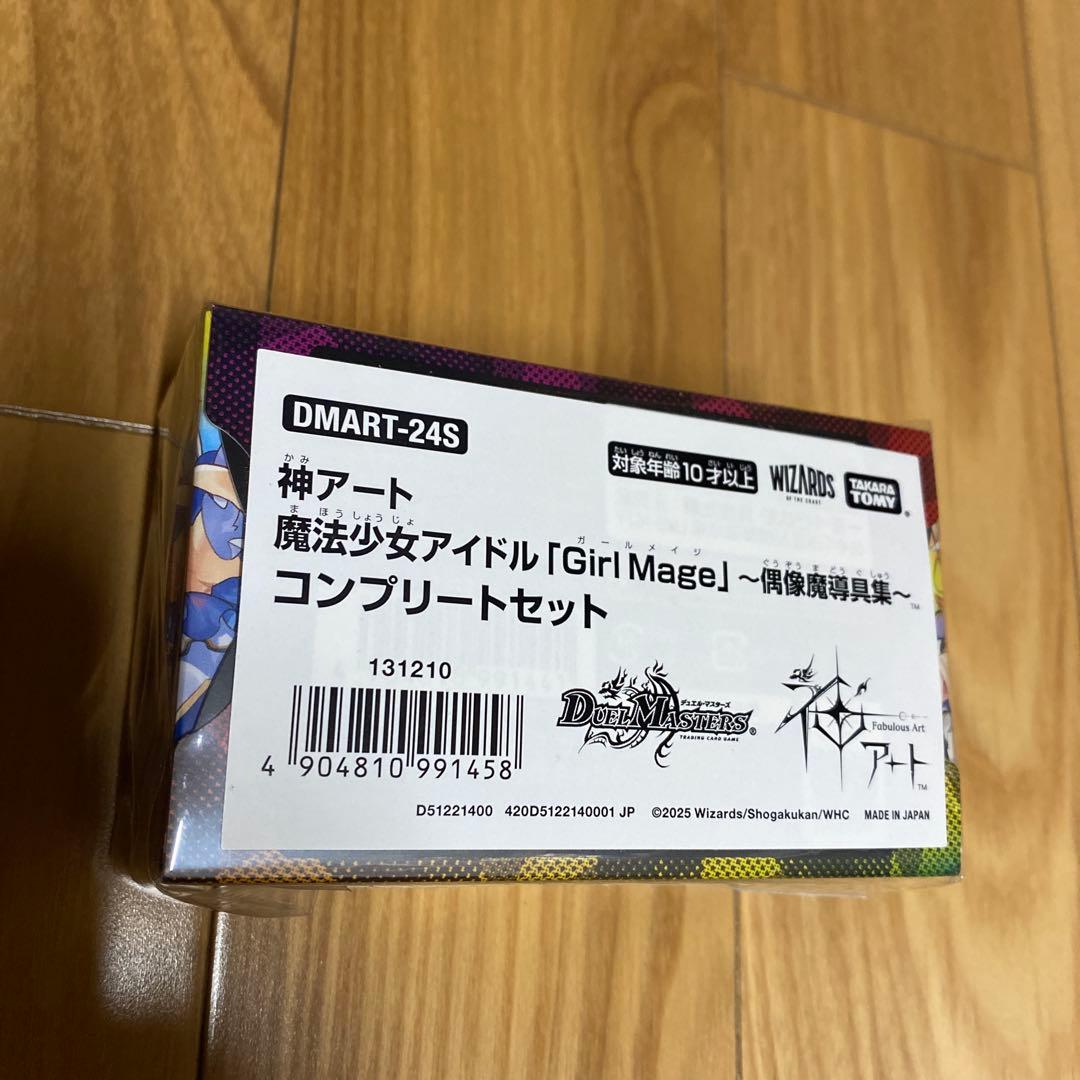 DMART-24S
かみ
神アート
まほうしょうじょ ガールメイジ ぐうぞうまどうぐしゅう
魔法少女アイドル「Girl Mage」～偶像魔導具集～™
コンプリートセット
たいしょうねんれい さいいじょう
対象年齢10才以上
WIZARDS
OF THE COAST
TAKARA
TOMY®
131210
4 904810 991458
デュエル・マスターズ
DUEL MASTERS®
TRADING CARD GAME
神
Fabulous Art
アート™
D51221400 420D5122140001 JP ©2025 Wizards/Shogakukan/WHC MADE IN JAPAN